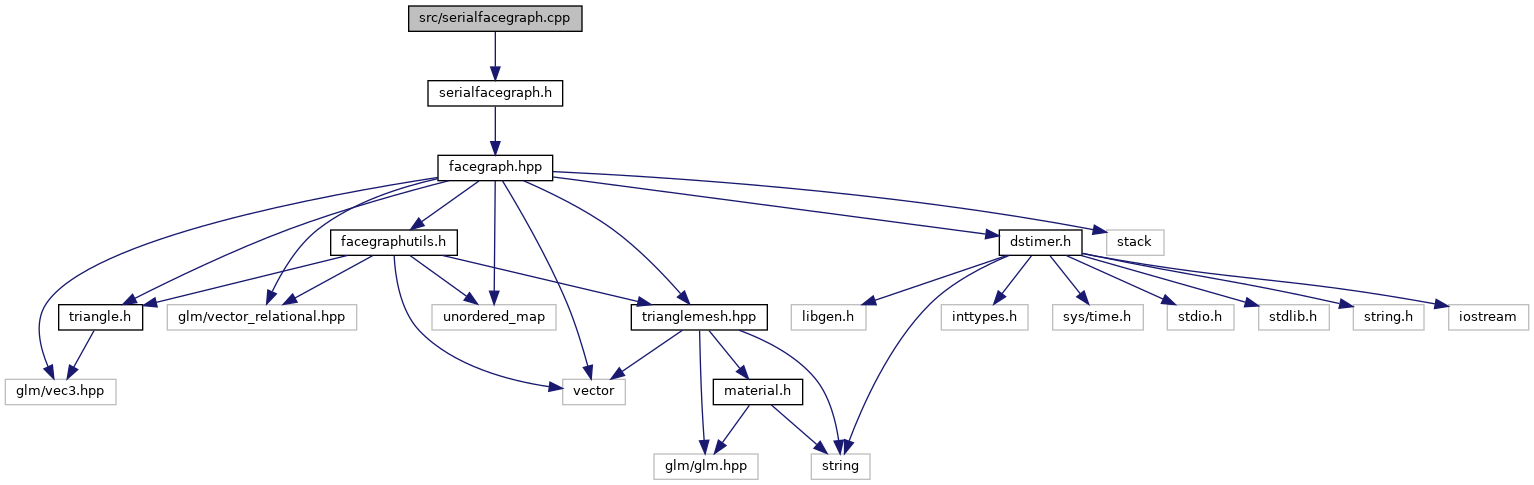 src/serialfacegraph.cpp
serialfacegraph.h
facegraph.hpp
facegraphutils.h
dstimer.h
stack
triangle.h
glm/vector_relational.hpp
unordered_map
trianglemesh.hpp
libgen.h
inttypes.h
sys/time.h
stdio.h
stdlib.h
string.h
iostream
glm/vec3.hpp
vector
material.h
glm/glm.hpp
string